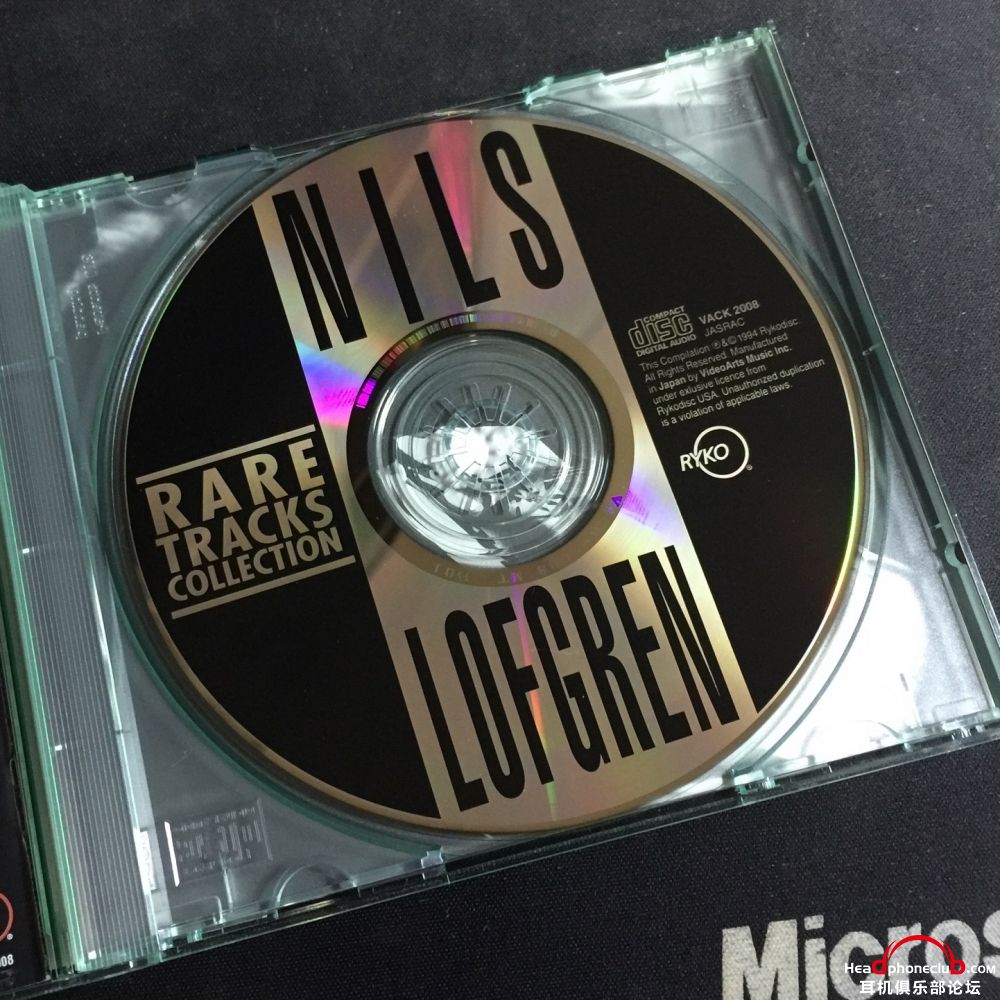 NILS
COMPACT
disc
DIGITAL AUDIO
VACK 2008
JASRAC
This Compilation ℗&© 1994 Rykodisc.
All Rights Reserved. Manufactured
in Japan by VideoArts Music Inc.
under exlusive licence from
Rykodisc USA. Unauthorized duplication
is a violation of applicable laws.
RYKO®
RARE
TRACKS
COLLECTION
LOFGREN
®
08
Micros
Headphoneclub.com
耳机俱乐部论坛